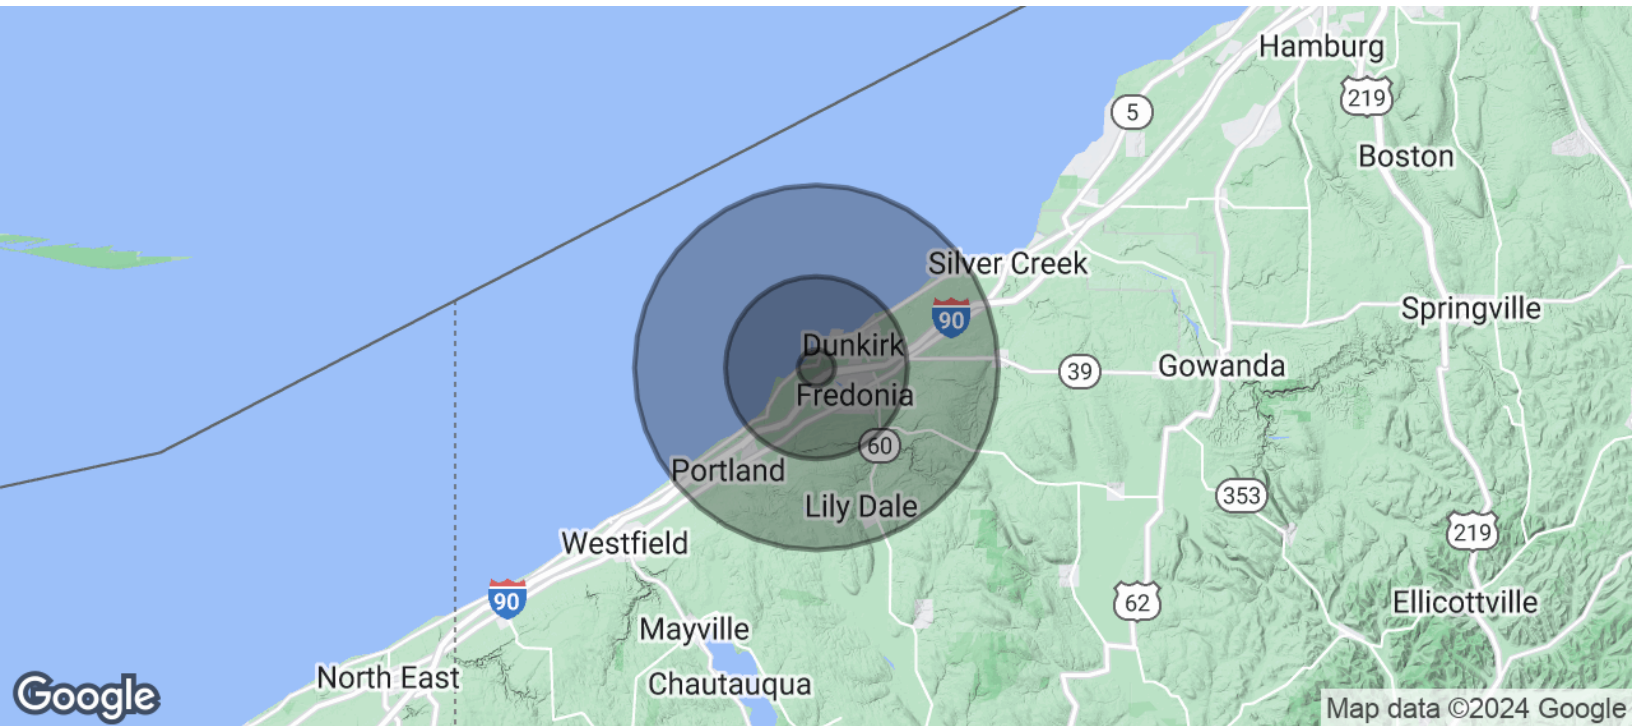 Hamburg
219
5
Boston
Silver Creek
90
Springville
Dunkirk
Gowanda
39
Fredonia
60
Portland
353
Lily Dale
219
Westfield
90
62
Ellicottville
Mayville
North East
Chautauqua
Google
Map data ©2024 Google